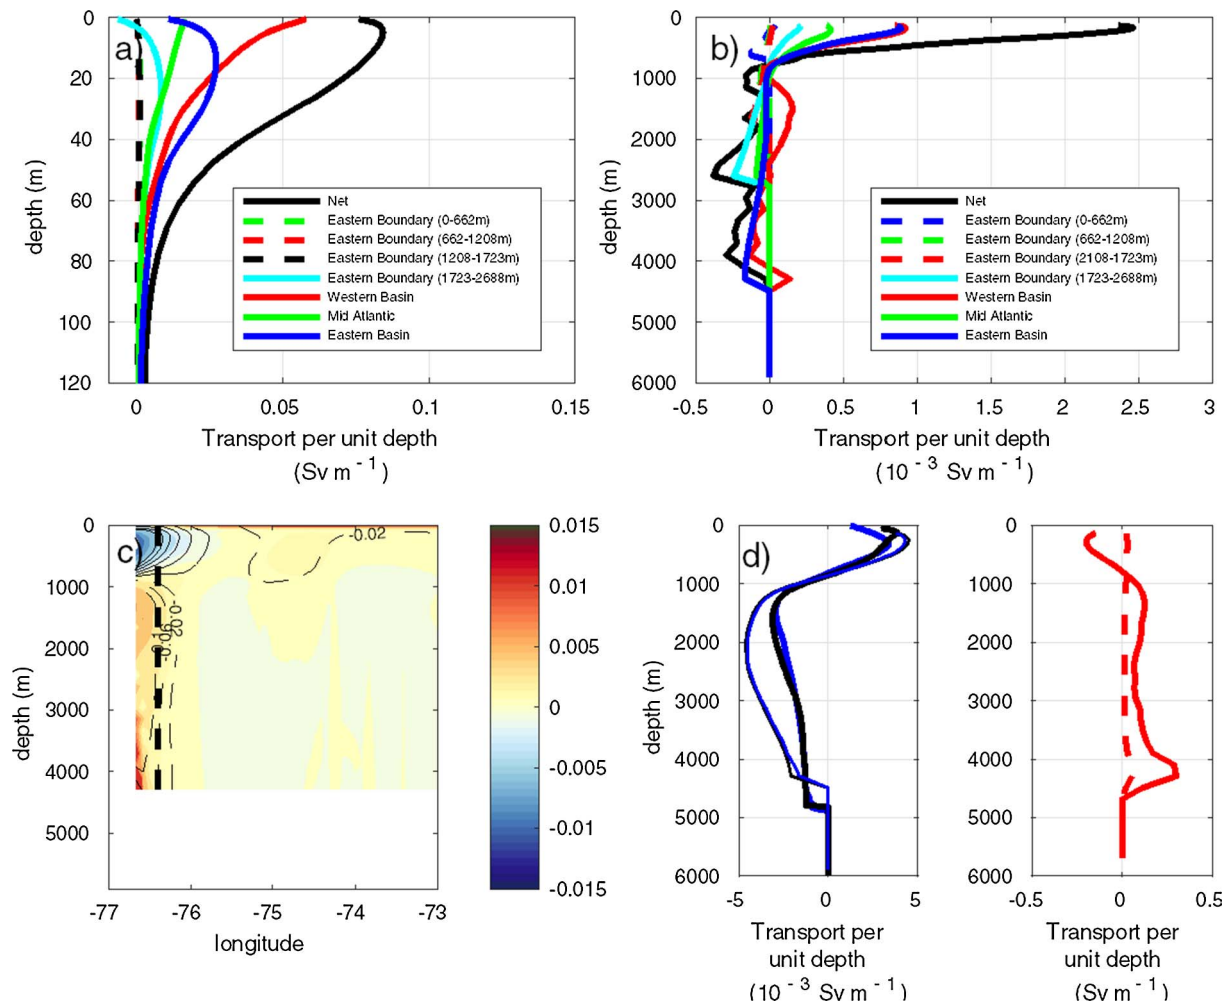 a)
0
20
40
60
80
100
120
depth (m)
Net
Eastern Boundary (0-662m)
Eastern Boundary (662-1208m)
Eastern Boundary (1208-1723m)
Eastern Boundary (1723-2688m)
Western Basin
Mid Atlantic
Eastern Basin
0 0.05 0.1 0.15
Transport per unit depth
(Sv m⁻¹)
b)
0
1000
2000
3000
4000
5000
6000
depth (m)
Net
Eastern Boundary (0-662m)
Eastern Boundary (662-1208m)
Eastern Boundary (2108-1723m)
Eastern Boundary (1723-2688m)
Western Basin
Mid Atlantic
Eastern Basin
-0.5 0 0.5 1 1.5 2 2.5 3
Transport per unit depth
(10⁻³ Sv m⁻¹)
c)
0
1000
2000
3000
4000
5000
depth (m)
-0.02
-0.02
-0.16
-0.06
-77 -76 -75 -74 -73
longitude
0.015
0.01
0.005
0
-0.005
-0.01
-0.015
d)
0
1000
2000
3000
4000
5000
6000
depth (m)
-5 0 5
Transport per
unit depth
(10⁻³ Sv m⁻¹)
0
1000
2000
3000
4000
5000
6000
-0.5 0 0.5
Transport per
unit depth
(Sv m⁻¹)